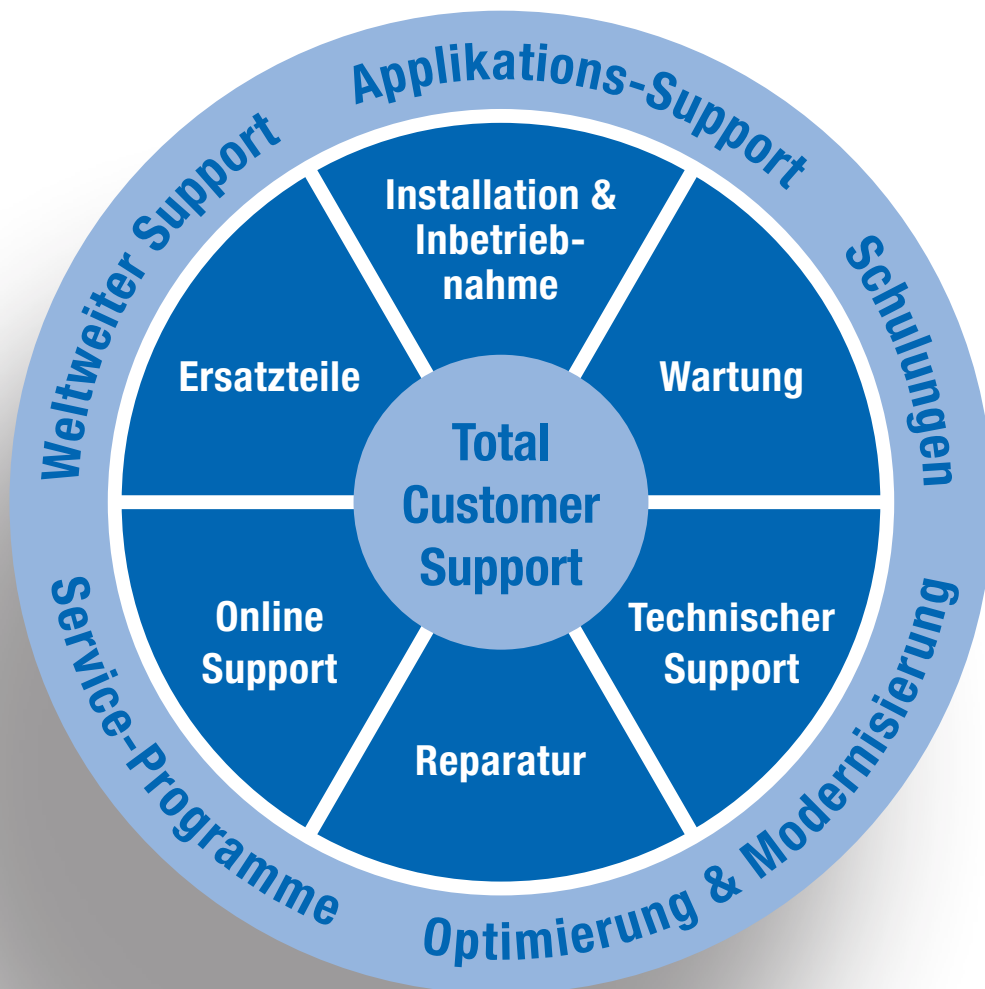 Applikations-Support
Schulungen
Optimierung & Modernisierung
Service-Programme
Weltweiter Support
Installation &
Inbetrieb-
nahme
Wartung
Technischer
Support
Reparatur
Online
Support
Ersatzteile
Total
Customer
Support